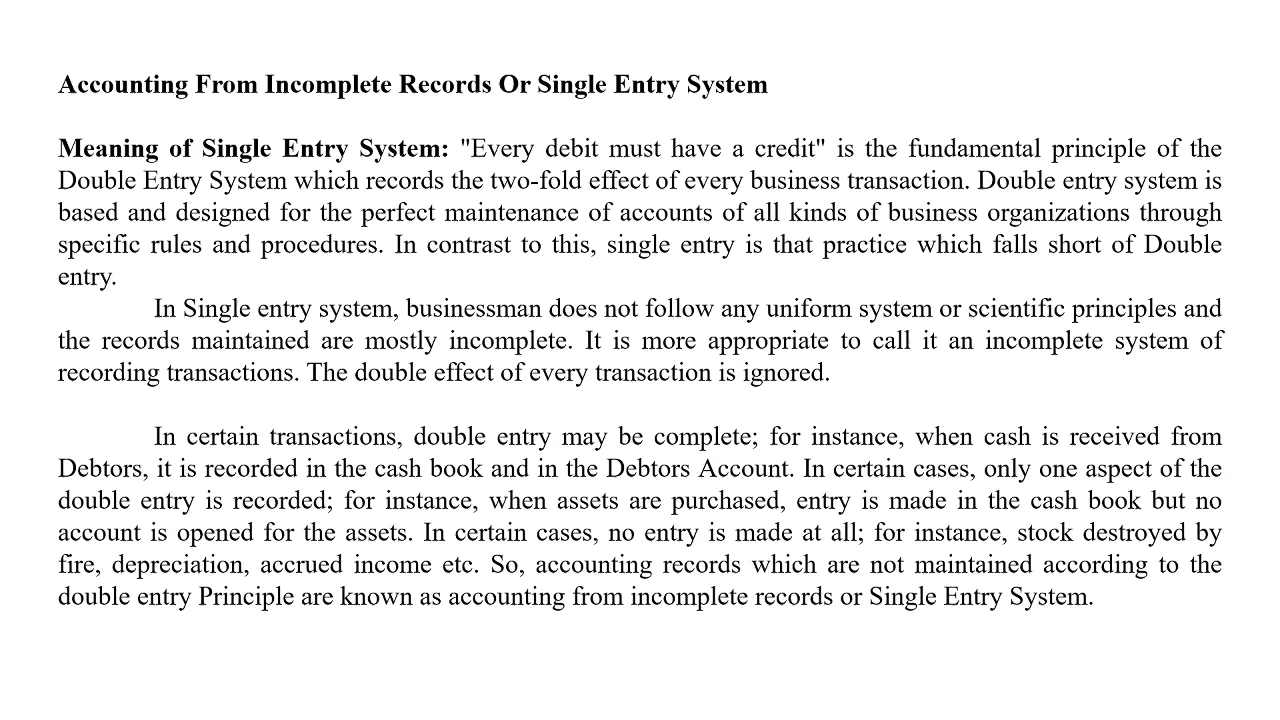 Accounting From Incomplete Records Or Single Entry System
Meaning of Single Entry System: "Every debit must have a credit" is the fundamental principle of the
Double Entry System which records the two-fold effect of every business transaction. Double entry system is
based and designed for the perfect maintenance of accounts of all kinds of business organizations through
specific rules and procedures. In contrast to this, single entry is that practice which falls short of Double
entry.
In Single entry system, businessman does not follow any uniform system or scientific principles and
the records maintained are mostly incomplete. It is more appropriate to call it an incomplete system of
recording transactions. The double effect of every transaction is ignored.
In certain transactions, double entry may be complete; for instance, when cash is received from
Debtors, it is recorded in the cash book and in the Debtors Account. In certain cases, only one aspect of the
double entry is recorded; for instance, when assets are purchased, entry is made in the cash book but no
account is opened for the assets. In certain cases, no entry is made at all; for instance, stock destroyed by
fire, depreciation, accrued income etc. So, accounting records which are not maintained according to the
double entry Principle are known as accounting from incomplete records or Single Entry System.